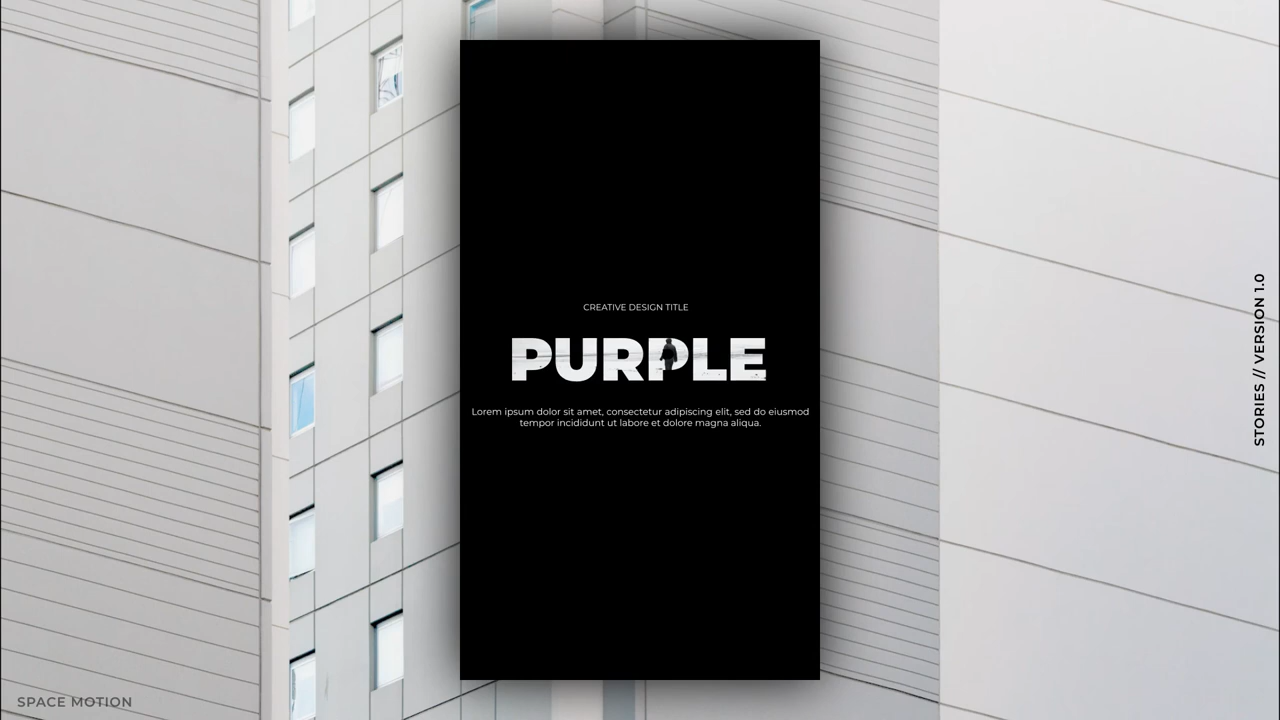 CREATIVE DESIGN TITLE
PURPLE
Lorem ipsum dolor sit amet, consectetur adipiscing elit, sed do eiusmod
tempor incididunt ut labore et dolore magna aliqua.
STORIES // VERSION 1.0
SPACE MOTION